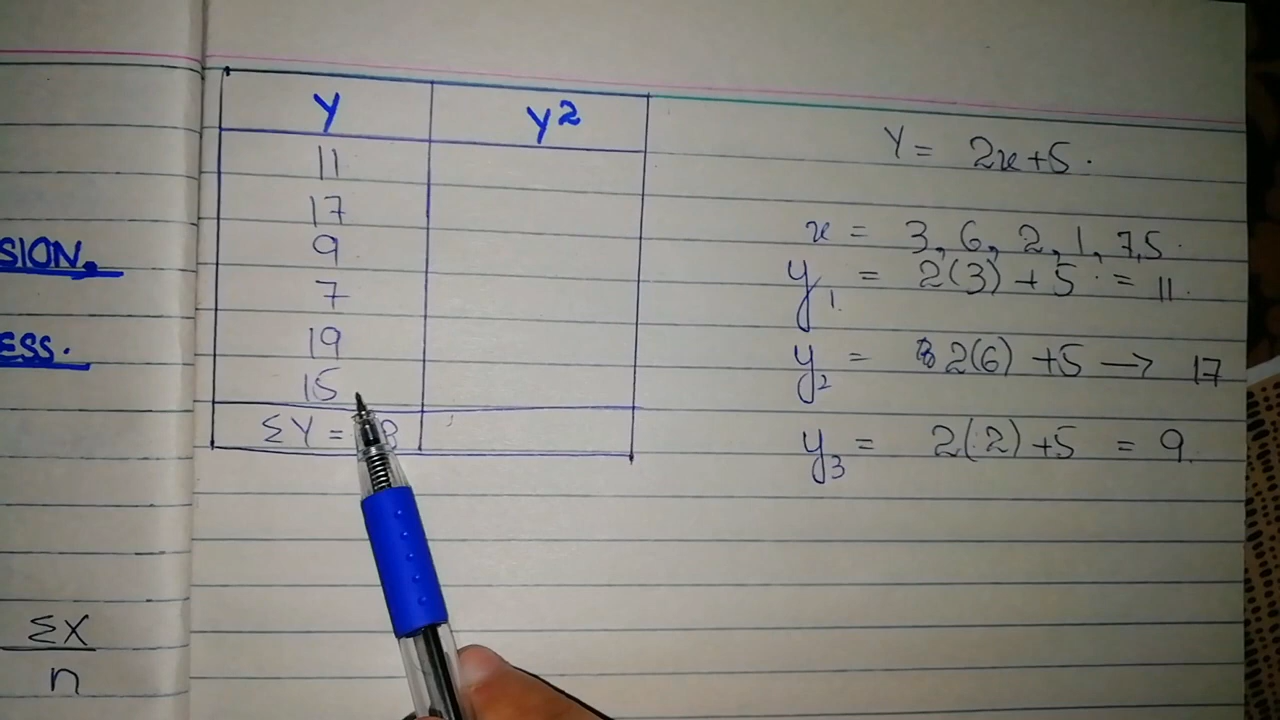 SION.
ESS.
ΣX
n
Y Y²
11
17
9
7
19
15
ΣY = 8
Y = 2x+5.
x = 3, 6, 2, 1, 7, 5.
y₁ = 2(3) + 5 = 11.
y₂ = 2(6) +5 → 17
y₃ = 2(2)+5 = 9.